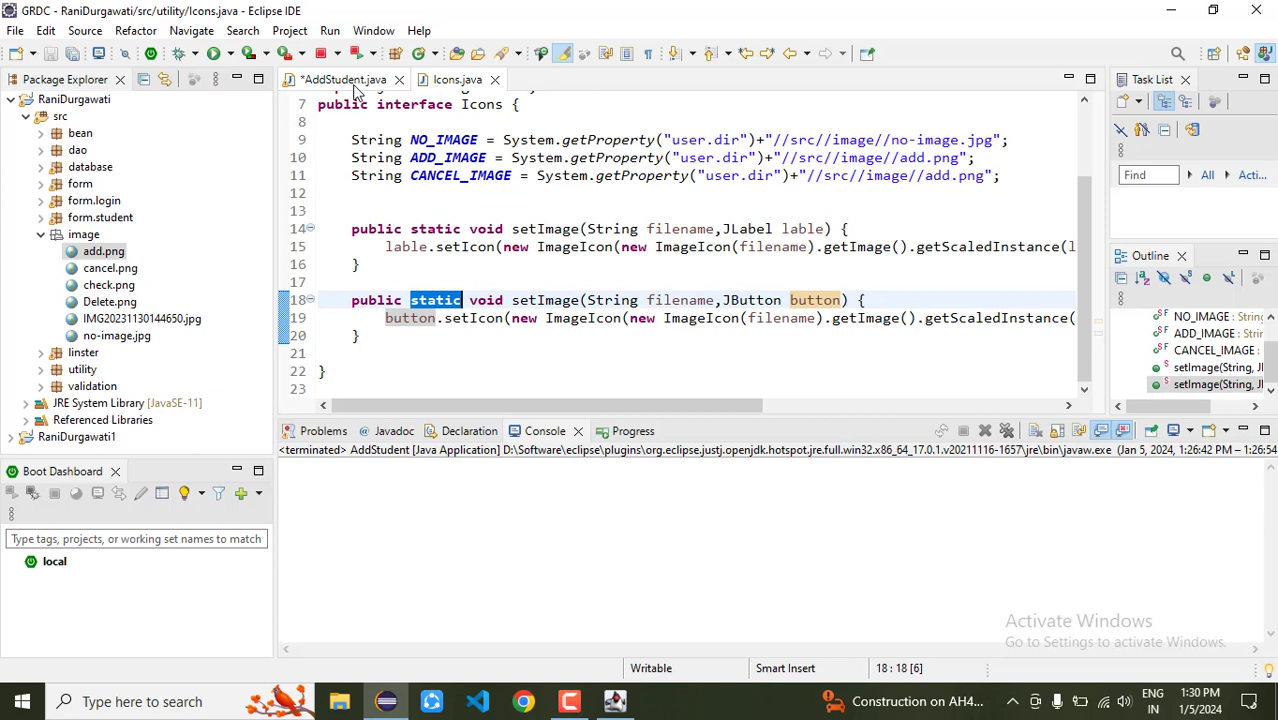 GRDC - RaniDurgawati/src/utility/Icons.java - Eclipse IDE
File Edit Source Refactor Navigate Search Project Run Window Help
Package Explorer
*AddStudent.java Icons.java
Task List
RaniDurgawati
src
bean
dao
database
form
form.login
form.student
image
add.png
cancel.png
check.png
Delete.png
IMG20231130144650.jpg
no-image.jpg
linster
utility
validation
JRE System Library [JavaSE-11]
Referenced Libraries
RaniDurgawati1
7 public interface Icons {
8
9 String NO_IMAGE = System.getProperty("user.dir")+"//src//image//no-image.jpg";
10 String ADD_IMAGE = System.getProperty("user.dir")+"//src//image//add.png";
11 String CANCEL_IMAGE = System.getProperty("user.dir")+"//src//image//add.png";
12
13
14 public static void setImage(String filename,JLabel lable) {
15 lable.setIcon(new ImageIcon(new ImageIcon(filename).getImage().getScaledInstance(l
16 }
17
18 public static void setImage(String filename,JButton button) {
19 button.setIcon(new ImageIcon(new ImageIcon(filename).getImage().getScaledInstance(
20 }
21
22 }
23
Find All Acti...
Outline
NO_IMAGE : String
ADD_IMAGE : String
CANCEL_IMAGE : String
setImage(String, J
setImage(String, J
Problems Javadoc Declaration Console Progress
<terminated> AddStudent [Java Application] D:\Software\eclipse\plugins\org.eclipse.justj.openjdk.hotspot.jre.full.win32.x86_64_17.0.1.v20211116-1657\jre\bin\javaw.exe (Jan 5, 2024, 1:26:42 PM – 1:26:54
Boot Dashboard
Type tags, projects, or working set names to match
local
Activate Windows
Go to Settings to activate Windows.
Writable Smart Insert 18 : 18 [6]
Type here to search
Construction on AH4...
ENG
IN
1:30 PM
1/5/2024